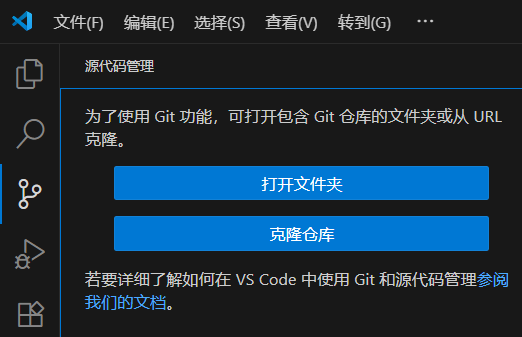 文件(F) 编辑(E) 选择(S) 查看(V) 转到(G) ···
源代码管理
为了使用 Git 功能，可打开包含 Git 仓库的文件夹或从 URL
克隆。
打开文件夹
克隆仓库
若要详细了解如何在 VS Code 中使用 Git 和源代码管理参阅
我们的文档。